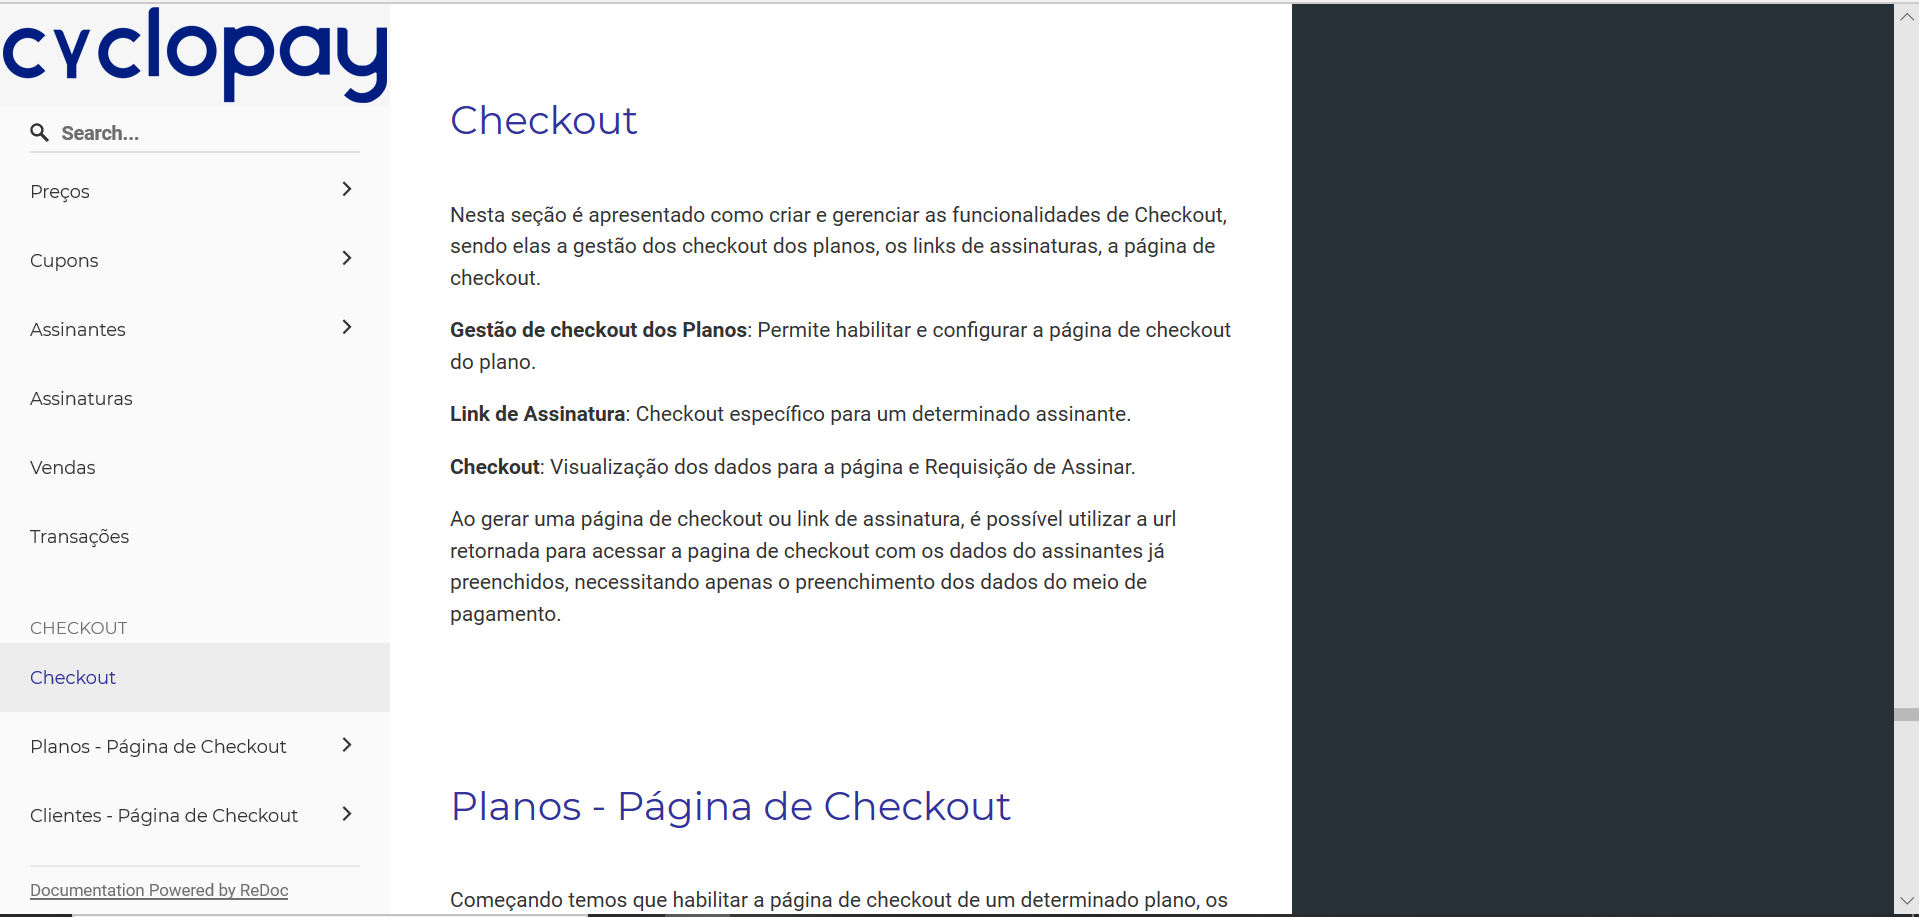 cyclopay
Search...
Preços
Cupons
Assinantes
Assinaturas
Vendas
Transações
CHECKOUT
Checkout
Planos - Página de Checkout
Clientes - Página de Checkout
Documentation Powered by ReDoc
Checkout
Nesta seção é apresentado como criar e gerenciar as funcionalidades de Checkout,
sendo elas a gestão dos checkout dos planos, os links de assinaturas, a página de
checkout.
Gestão de checkout dos Planos: Permite habilitar e configurar a página de checkout
do plano.
Link de Assinatura: Checkout específico para um determinado assinante.
Checkout: Visualização dos dados para a página e Requisição de Assinar.
Ao gerar uma página de checkout ou link de assinatura, é possível utilizar a url
retornada para acessar a pagina de checkout com os dados do assinantes já
preenchidos, necessitando apenas o preenchimento dos dados do meio de
pagamento.
Planos - Página de Checkout
Começando temos que habilitar a página de checkout de um determinado plano, os